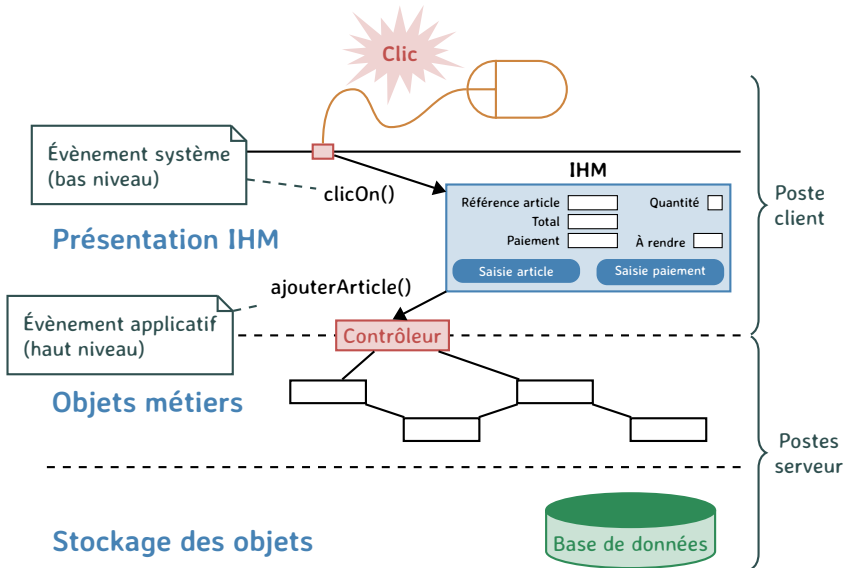 Clic
Évènement système
(bas niveau)
clicOn()
IHM
Référence article
Quantité
Total
Paiement
À rendre
Saisie article
Saisie paiement
Poste
client
Présentation IHM
ajouterArticle()
Évènement applicatif
(haut niveau)
Contrôleur
Objets métiers
Postes
serveur
Stockage des objets
Base de données